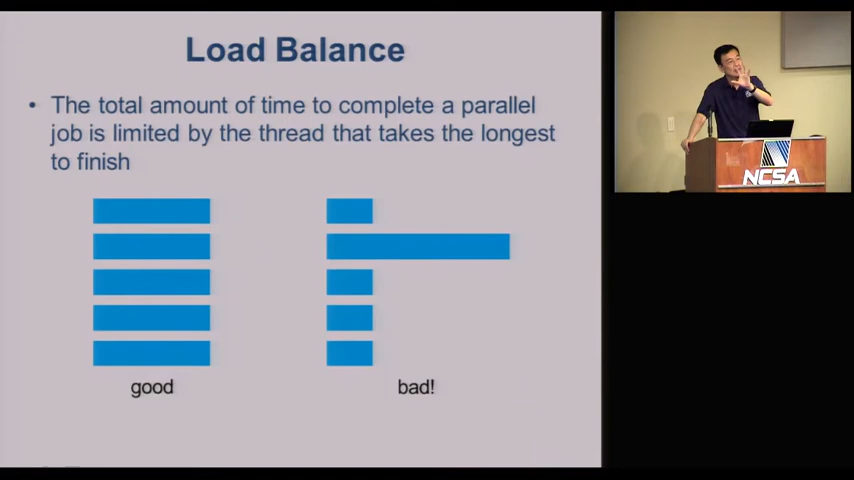 Load Balance
• The total amount of time to complete a parallel
job is limited by the thread that takes the longest
to finish
good
bad!
NCSA